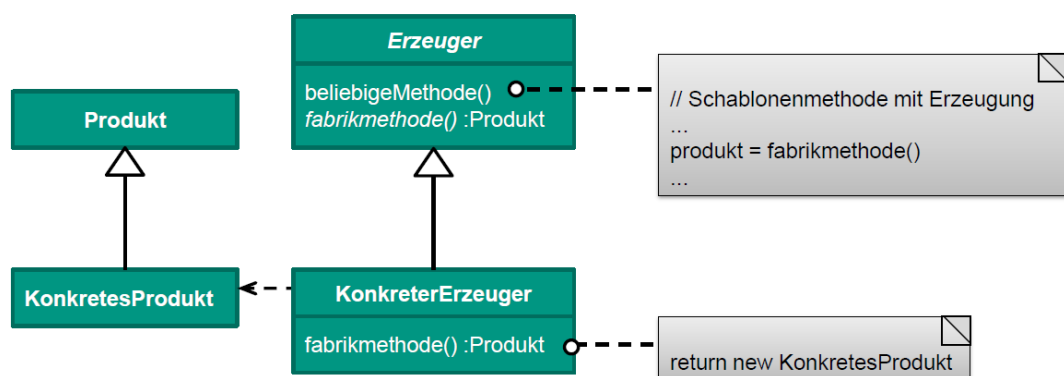 Erzeuger
beliebigeMethode()
fabrikmethode() :Produkt
// Schablonenmethode mit Erzeugung
...
produkt = fabrikmethode()
...
Produkt
KonkretesProdukt
KonkreterErzeuger
fabrikmethode() :Produkt
return new KonkretesProdukt